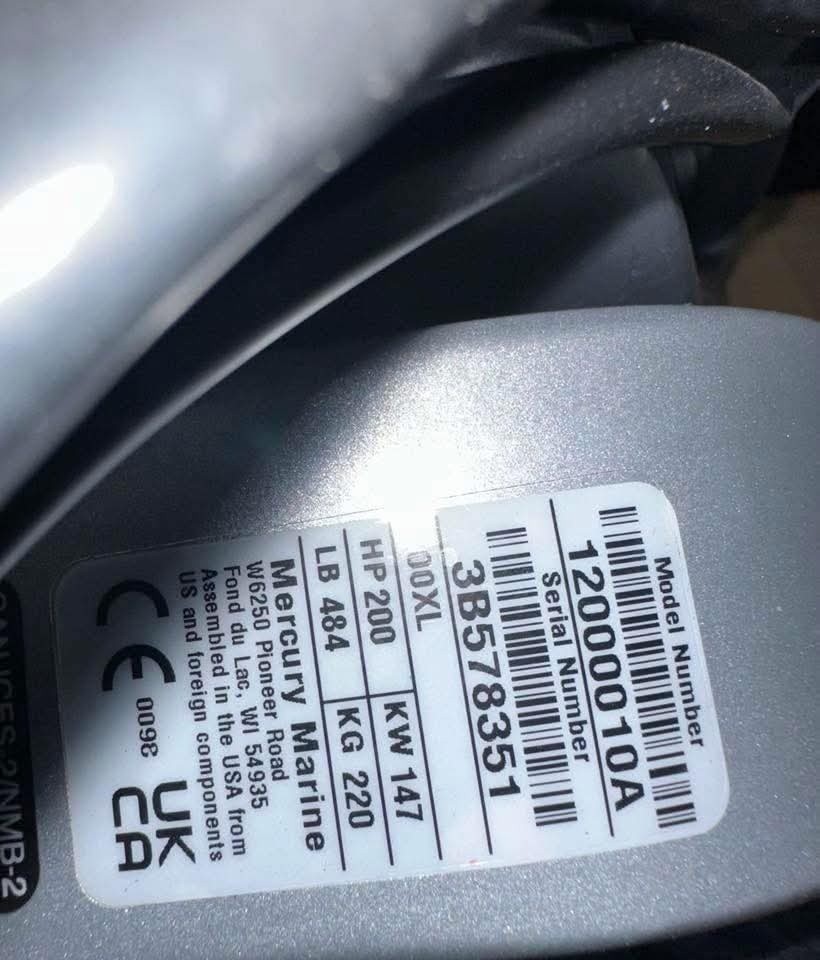 Model Number
12000010A
Serial Number
3B578351
00XL
HP 200 KW 147
LB 484 KG 220
Mercury Marine
W6250 Pioneer Road
Fond du Lac, WI 54935
Assembled in the USA from
US and foreign components
CE 0098 UK
CA